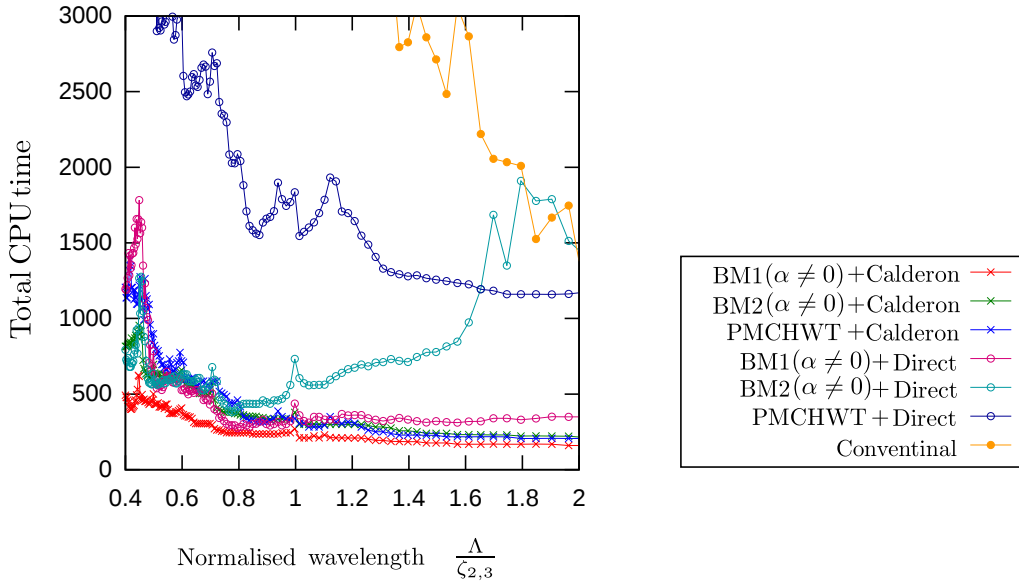 3000
2500
2000
1500
1000
500
0
Total CPU time
0.4 0.6 0.8 1 1.2 1.4 1.6 1.8 2
Normalised wavelength Λ/ζ2,3
BM1(α ≠ 0)+Calderon
BM2(α ≠ 0)+Calderon
PMCHWT+Calderon
BM1(α ≠ 0)+Direct
BM2(α ≠ 0)+Direct
PMCHWT+Direct
Conventinal